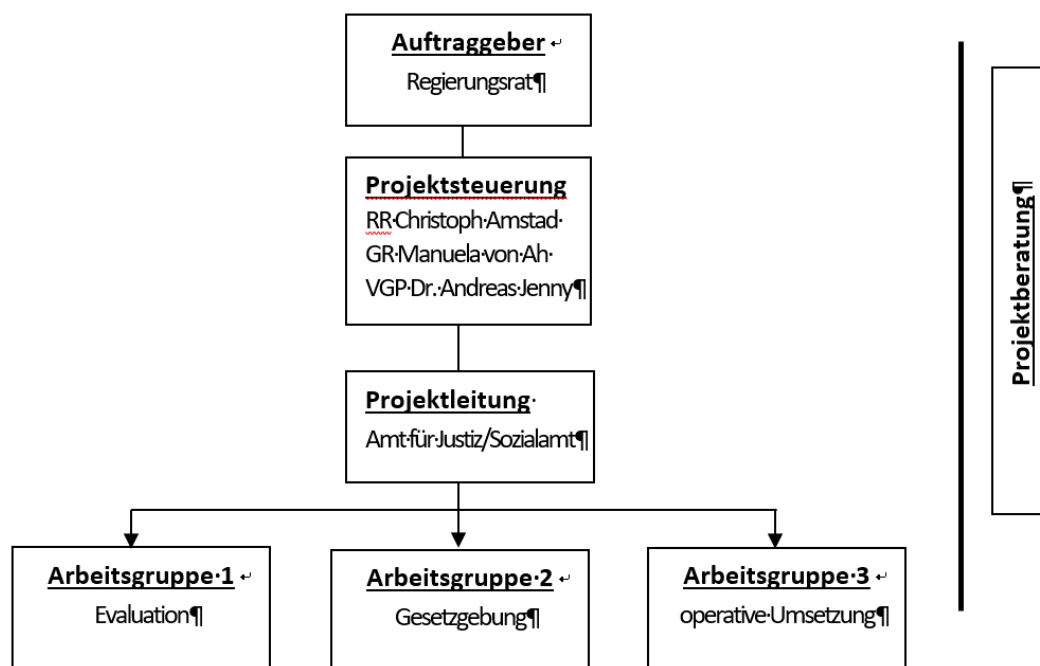 Auftraggeber
Regierungsrat¶
Projektsteuerung
RR·Christoph·Amstad·
GR·Manuela·von·Ah·
VGP·Dr.·Andreas·Jenny¶
Projektleitung·
Amt·für·Justiz/Sozialamt¶
Arbeitsgruppe·1
Evaluation¶
Arbeitsgruppe·2
Gesetzgebung¶
Arbeitsgruppe·3
operative·Umsetzung¶
Projektberatung¶